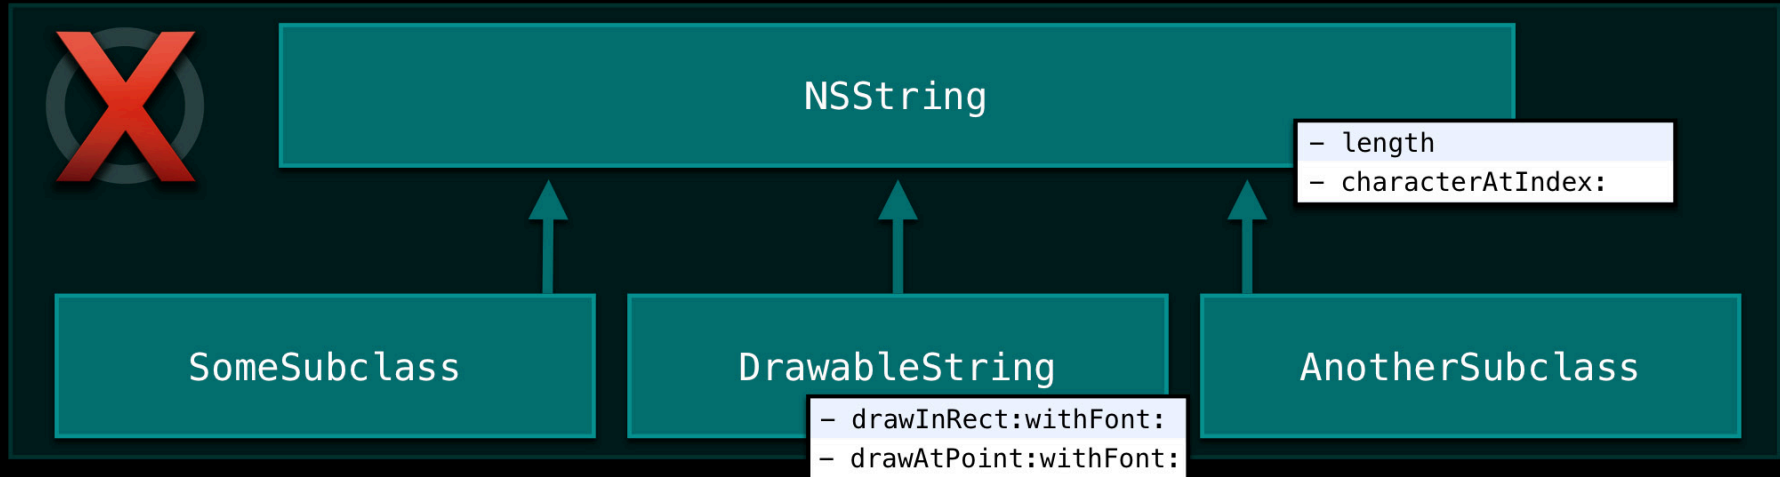 NSString
- length
- characterAtIndex:
SomeSubclass
DrawableString
AnotherSubclass
- drawInRect:withFont:
- drawAtPoint:withFont: